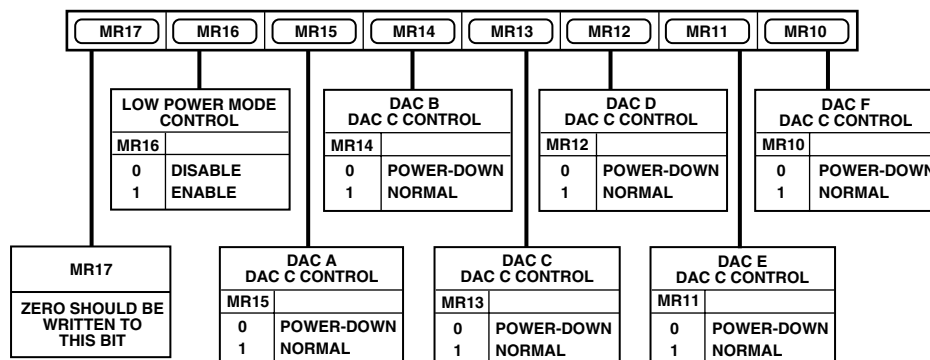 MR17 MR16 MR15 MR14 MR13 MR12 MR11 MR10
LOW POWER MODE
CONTROL
MR16
0 DISABLE
1 ENABLE
DAC B
DAC C CONTROL
MR14
0 POWER-DOWN
1 NORMAL
DAC D
DAC C CONTROL
MR12
0 POWER-DOWN
1 NORMAL
DAC F
DAC C CONTROL
MR10
0 POWER-DOWN
1 NORMAL
MR17
ZERO SHOULD BE
WRITTEN TO
THIS BIT
DAC A
DAC C CONTROL
MR15
0 POWER-DOWN
1 NORMAL
DAC C
DAC C CONTROL
MR13
0 POWER-DOWN
1 NORMAL
DAC E
DAC C CONTROL
MR11
0 POWER-DOWN
1 NORMAL